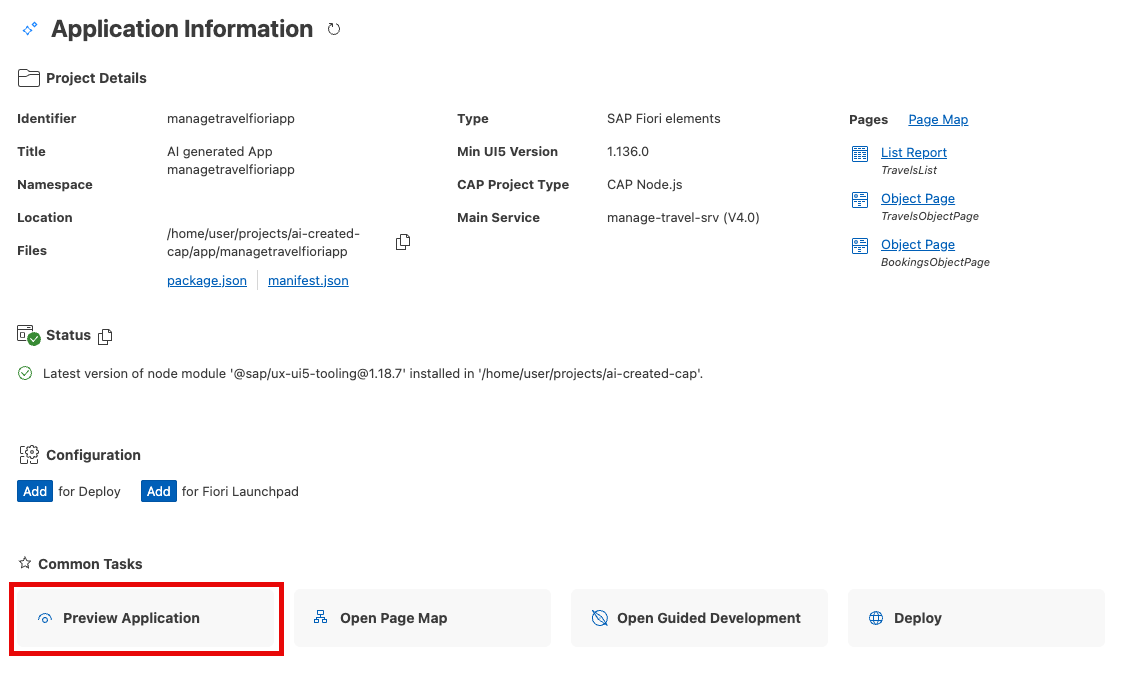 Application Information
Project Details
Identifier managetravelfioriapp
Title AI generated App
managetravelfioriapp
Namespace
Location
/home/user/projects/ai-created-
cap/app/managetravelfioriapp
Files
package.json manifest.json
Type SAP Fiori elements
Min UI5 Version 1.136.0
CAP Project Type CAP Node.js
Main Service manage-travel-srv (V4.0)
Pages Page Map
List Report
TravelsList
Object Page
TravelsObjectPage
Object Page
BookingsObjectPage
Status
Latest version of node module '@sap/ux-ui5-tooling@1.18.7' installed in '/home/user/projects/ai-created-cap'.
Configuration
Add for Deploy Add for Fiori Launchpad
Common Tasks
Preview Application Open Page Map Open Guided Development Deploy